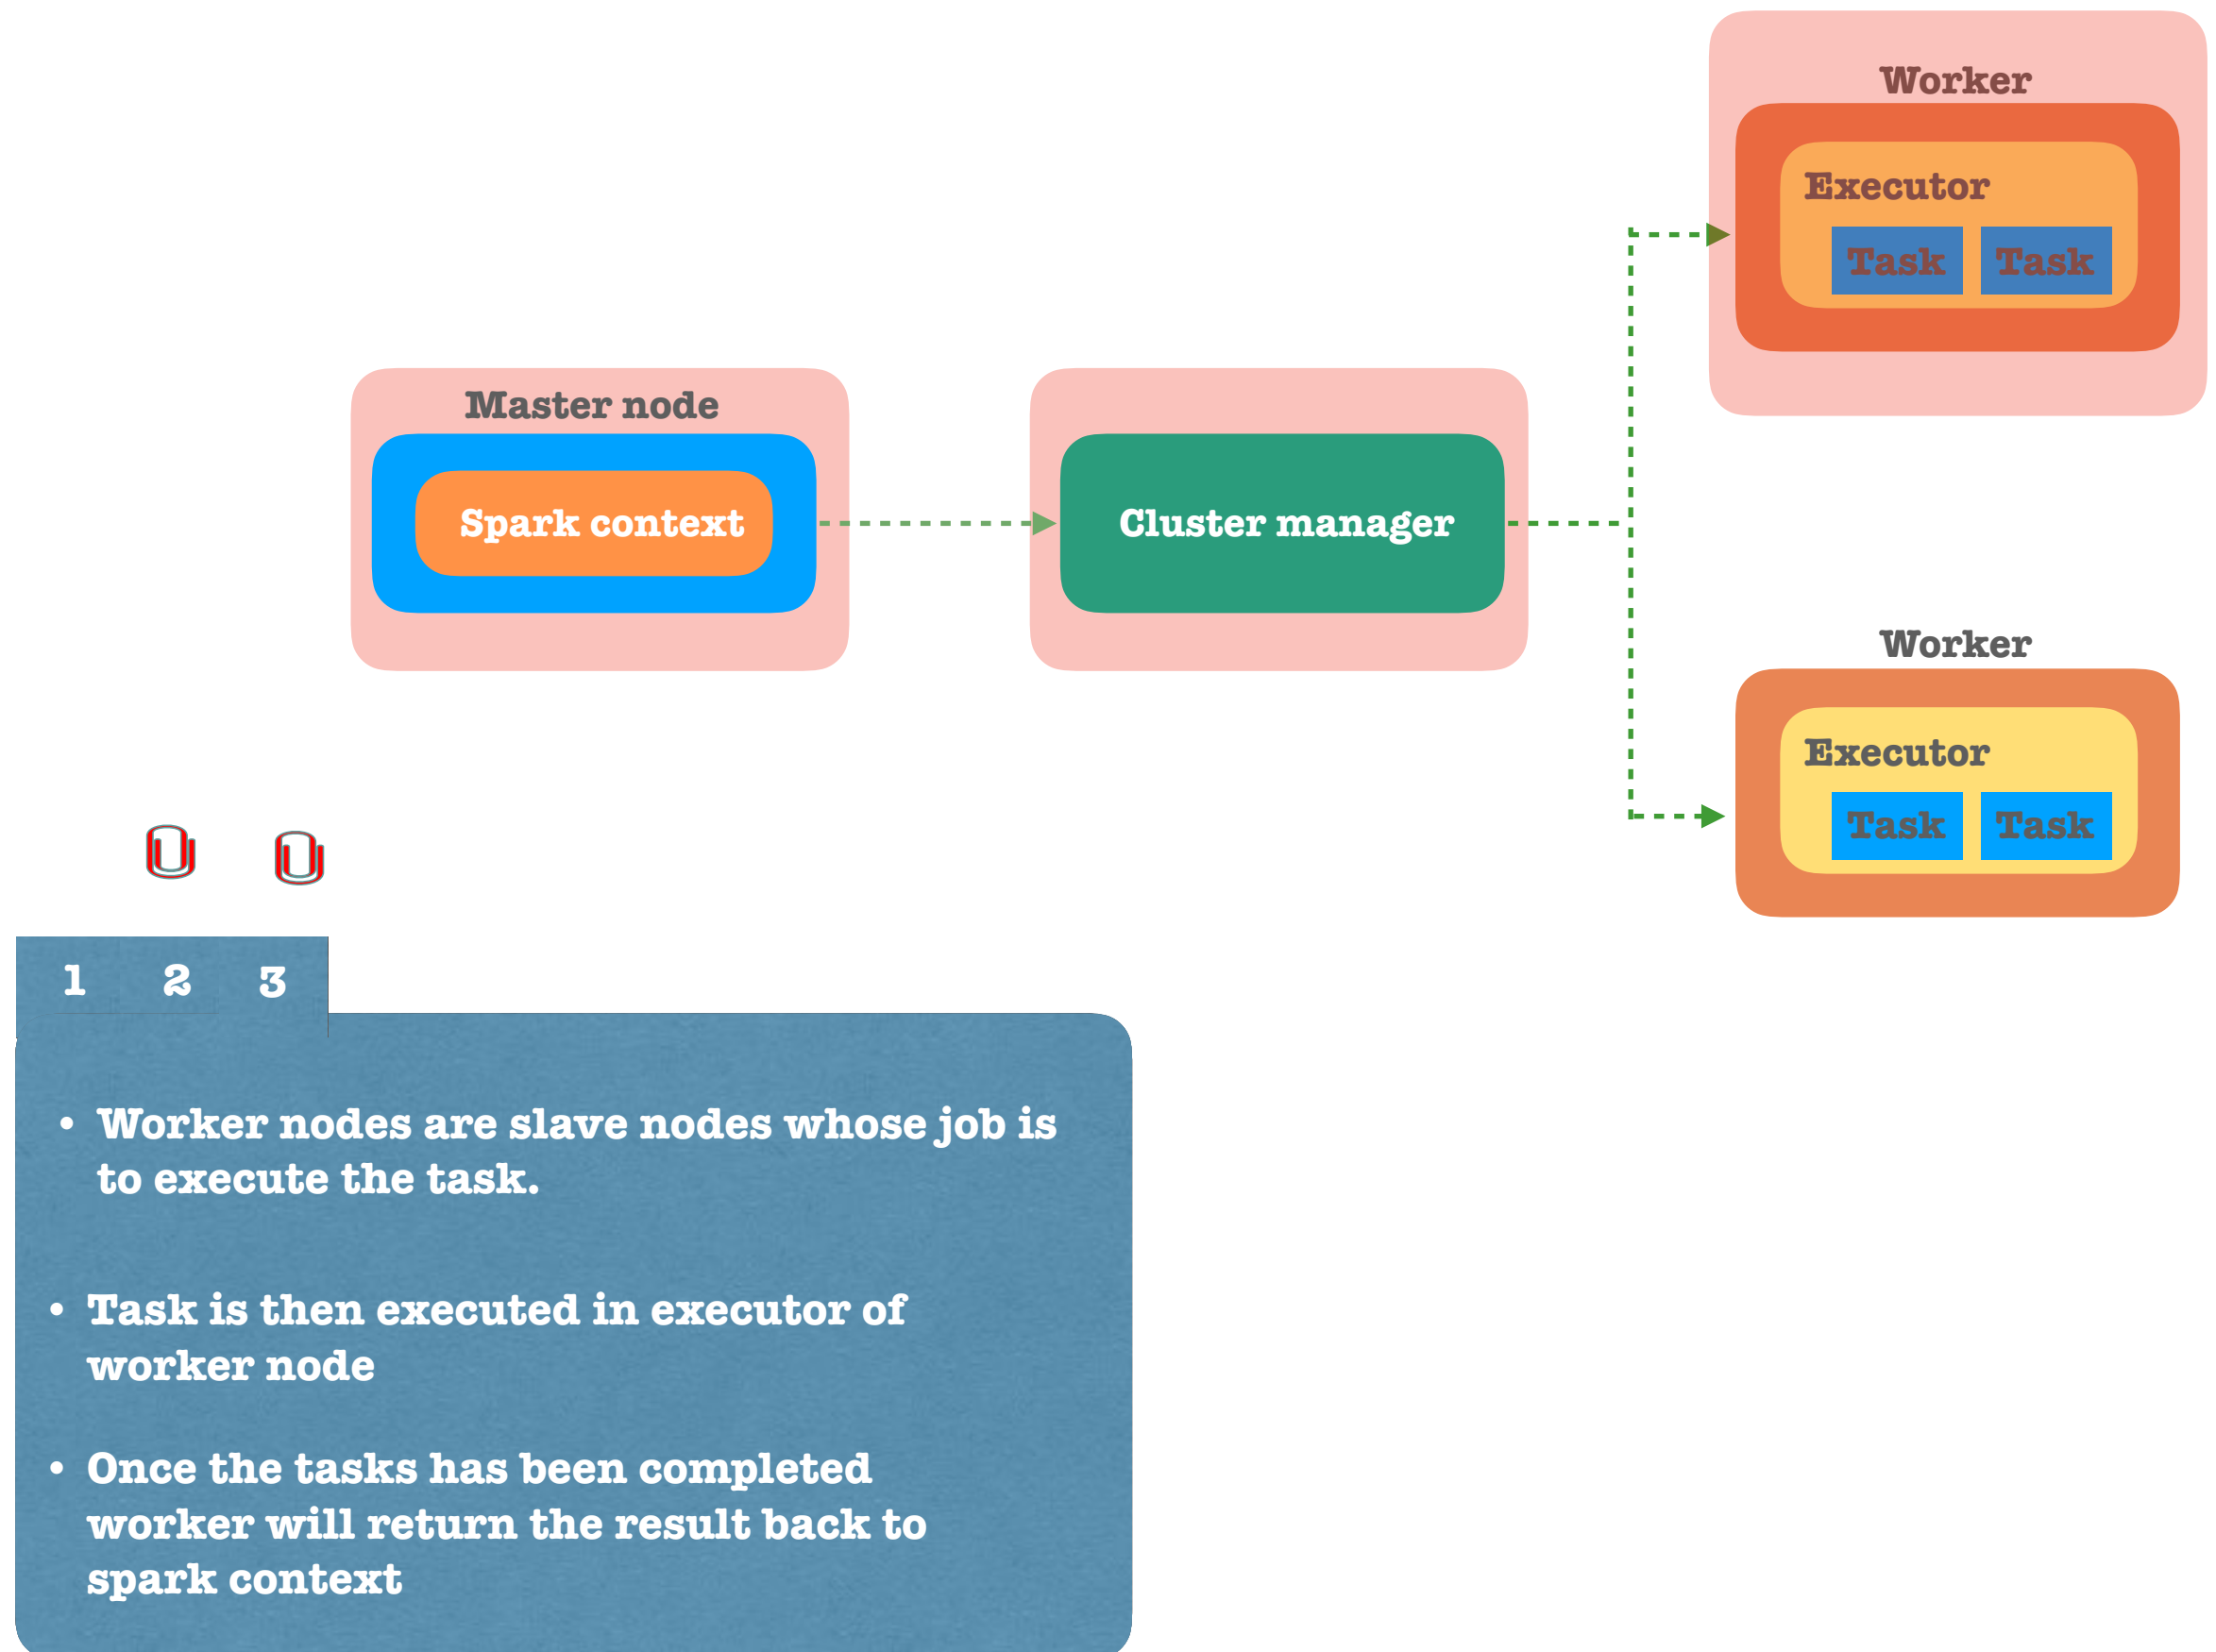 Worker
Executor
Task Task
Master node
Spark context
Cluster manager
Worker
Executor
Task Task
1 2 3
• Worker nodes are slave nodes whose job is
to execute the task.
• Task is then executed in executor of
worker node
• Once the tasks has been completed
worker will return the result back to
spark context